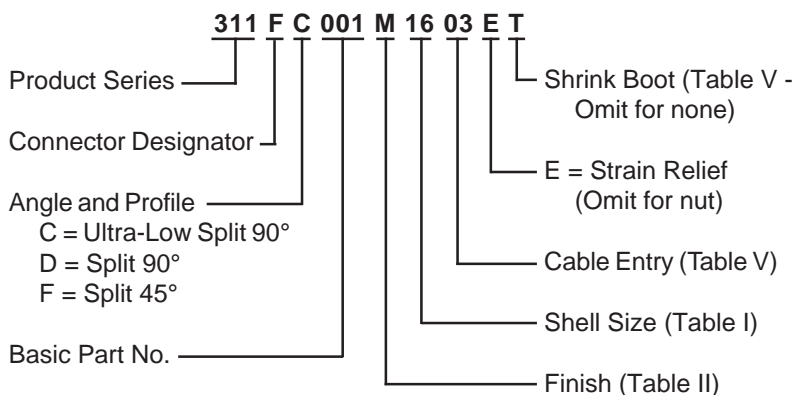 311 F C 001 M 16 03 E T
Product Series
Connector Designator
Angle and Profile
C = Ultra-Low Split 90°
D = Split 90°
F = Split 45°
Basic Part No.
Shrink Boot (Table V -
Omit for none)
E = Strain Relief
(Omit for nut)
Cable Entry (Table V)
Shell Size (Table I)
Finish (Table II)